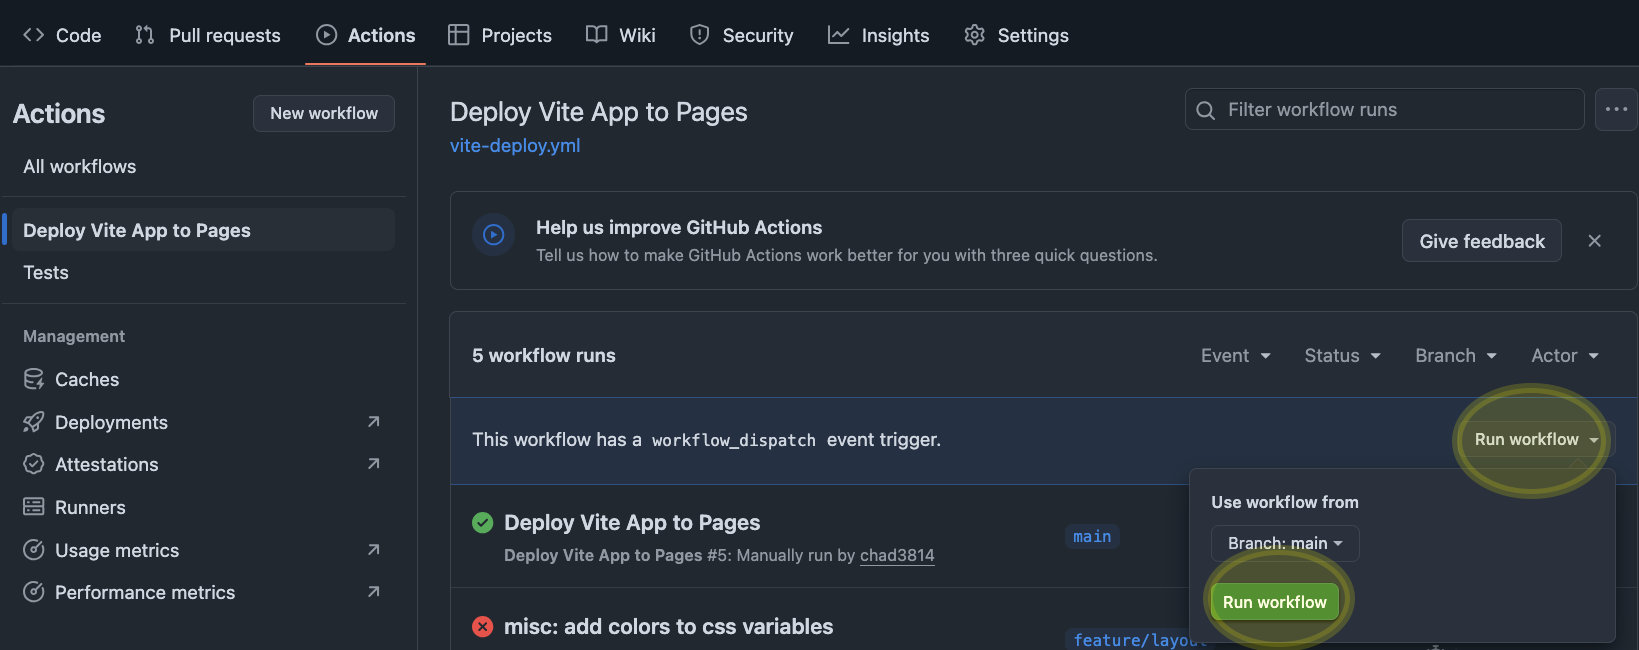 Code Pull requests Actions Projects Wiki Security Insights Settings
Actions
New workflow
All workflows
Deploy Vite App to Pages
Tests
Management
Caches
Deployments
Attestations
Runners
Usage metrics
Performance metrics
Deploy Vite App to Pages
vite-deploy.yml
Filter workflow runs
Help us improve GitHub Actions
Tell us how to make GitHub Actions work better for you with three quick questions.
Give feedback
5 workflow runs
Event Status Branch Actor
This workflow has a workflow_dispatch event trigger.
Run workflow
Use workflow from
Branch: main
Run workflow
Deploy Vite App to Pages
Deploy Vite App to Pages #5: Manually run by chad3814
main
misc: add colors to css variables
feature/layout